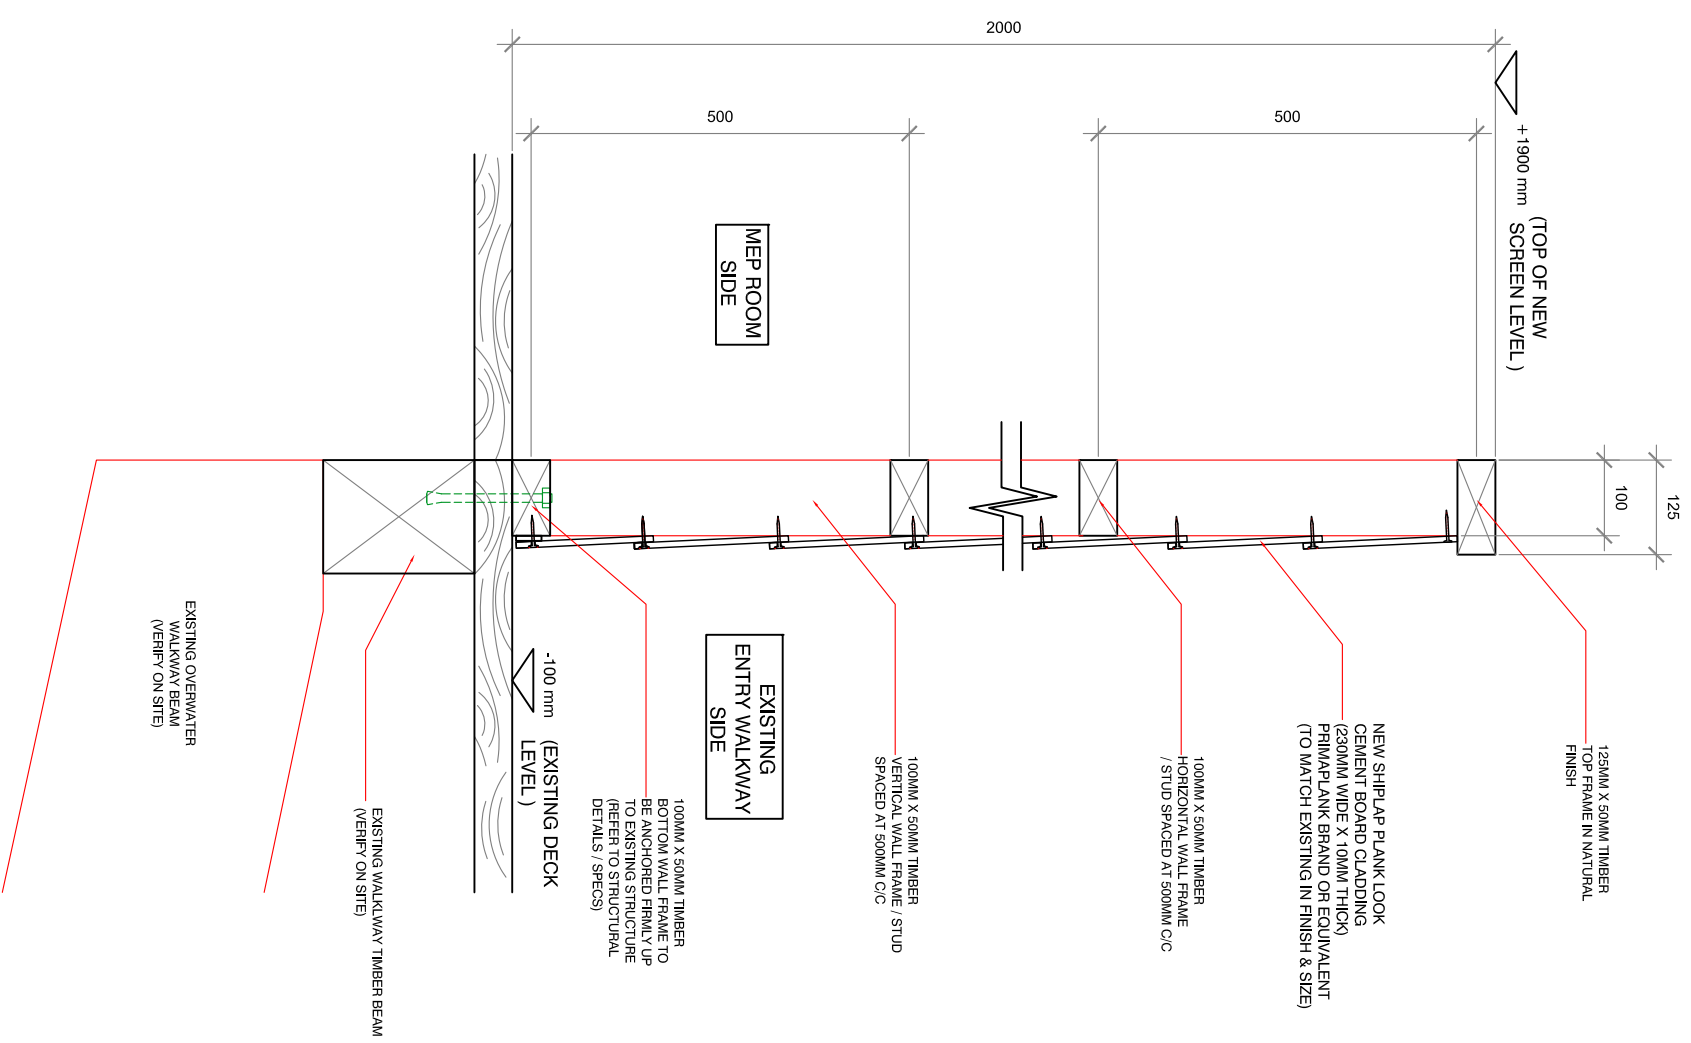 2000
500
500
+1900 mm
(TOP OF NEW
SCREEN LEVEL )
MEP ROOM
SIDE
125
100
125MM X 50MM TIMBER
TOP FRAME IN NATURAL
FINISH
NEW SHIPLAP PLANK LOOK
CEMENT BOARD CLADDING
(230MM WIDE X 10MM THICK)
PRIMAPLANK BRAND OR EQUIVALENT
(TO MATCH EXISTING IN FINISH & SIZE)
100MM X 50MM TIMBER
HORIZONTAL WALL FRAME
/ STUD SPACED AT 500MM C/C
100MM X 50MM TIMBER
VERTICAL WALL FRAME / STUD
SPACED AT 500MM C/C
EXISTING
ENTRY WALKWAY
SIDE
100MM X 50MM TIMBER
BOTTOM WALL FRAME TO
BE ANCHORED FIRMLY UP
TO EXISTING STRUCTURE
(REFER TO STRUCTURAL
DETAILS / SPECS)
-100 mm
(EXISTING DECK
LEVEL )
EXISTING WALKLWAY TIMBER BEAM
(VERIFY ON SITE)
EXISTING OVERWATER
WALKWAY BEAM
(VERIFY ON SITE)